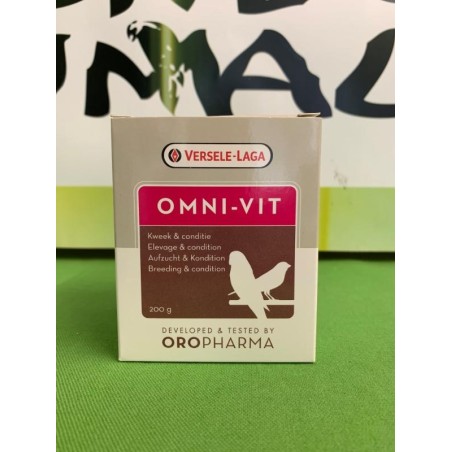 VERSELE-LAGA
OMNI-VIT
Kweek & conditie
Elevage & condition
Aufzucht & Kondition
Breeding & condition
200 g
DEVELOPED & TESTED BY
OROPHARMA